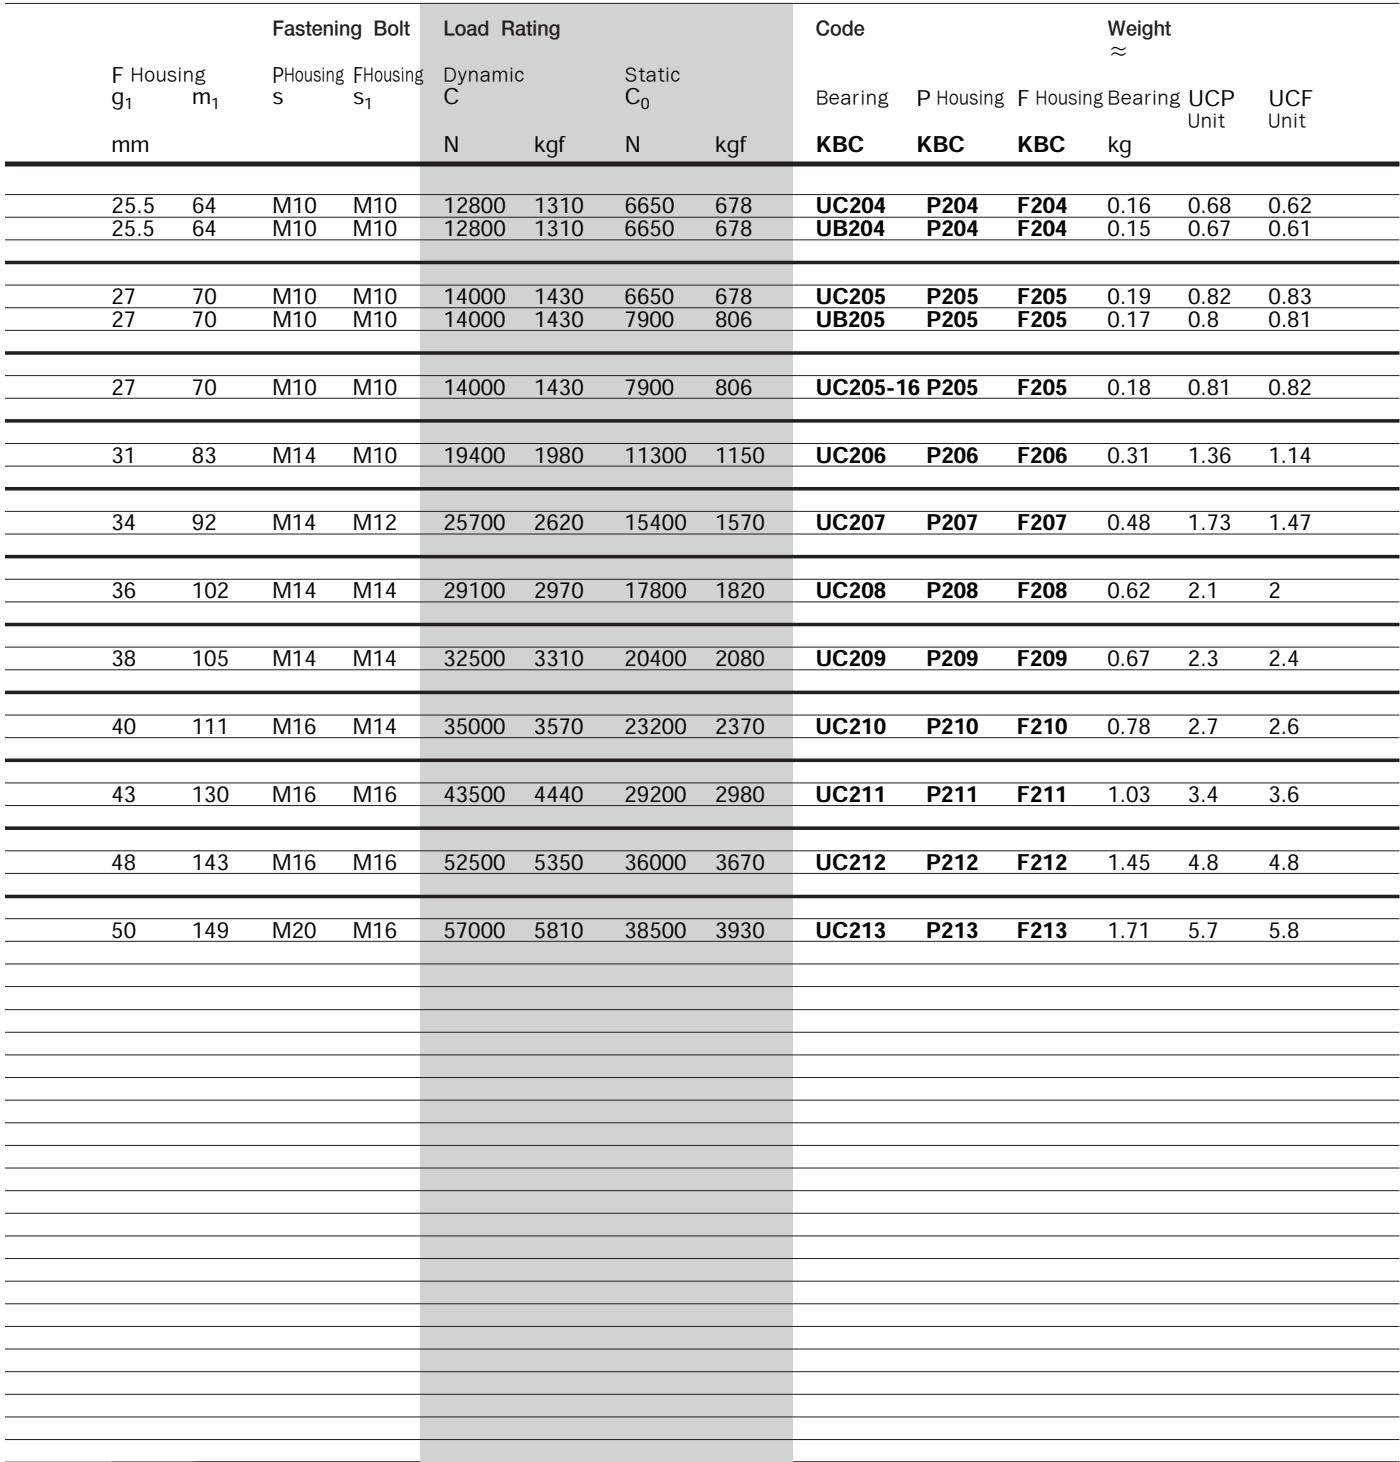 Fastening Bolt Load Rating Code Weight
≈
F Housing PHousing FHousing Dynamic Static
g1 m1 s s1 C C0 Bearing P Housing F Housing Bearing UCP UCF
Unit Unit
mm N kgf N kgf KBC KBC KBC kg
25.5 64 M10 M10 12800 1310 6650 678 UC204 P204 F204 0.16 0.68 0.62
25.5 64 M10 M10 12800 1310 6650 678 UB204 P204 F204 0.15 0.67 0.61
27 70 M10 M10 14000 1430 6650 678 UC205 P205 F205 0.19 0.82 0.83
27 70 M10 M10 14000 1430 7900 806 UB205 P205 F205 0.17 0.8 0.81
27 70 M10 M10 14000 1430 7900 806 UC205-16 P205 F205 0.18 0.81 0.82
31 83 M14 M10 19400 1980 11300 1150 UC206 P206 F206 0.31 1.36 1.14
34 92 M14 M12 25700 2620 15400 1570 UC207 P207 F207 0.48 1.73 1.47
36 102 M14 M14 29100 2970 17800 1820 UC208 P208 F208 0.62 2.1 2
38 105 M14 M14 32500 3310 20400 2080 UC209 P209 F209 0.67 2.3 2.4
40 111 M16 M14 35000 3570 23200 2370 UC210 P210 F210 0.78 2.7 2.6
43 130 M16 M16 43500 4440 29200 2980 UC211 P211 F211 1.03 3.4 3.6
48 143 M16 M16 52500 5350 36000 3670 UC212 P212 F212 1.45 4.8 4.8
50 149 M20 M16 57000 5810 38500 3930 UC213 P213 F213 1.71 5.7 5.8